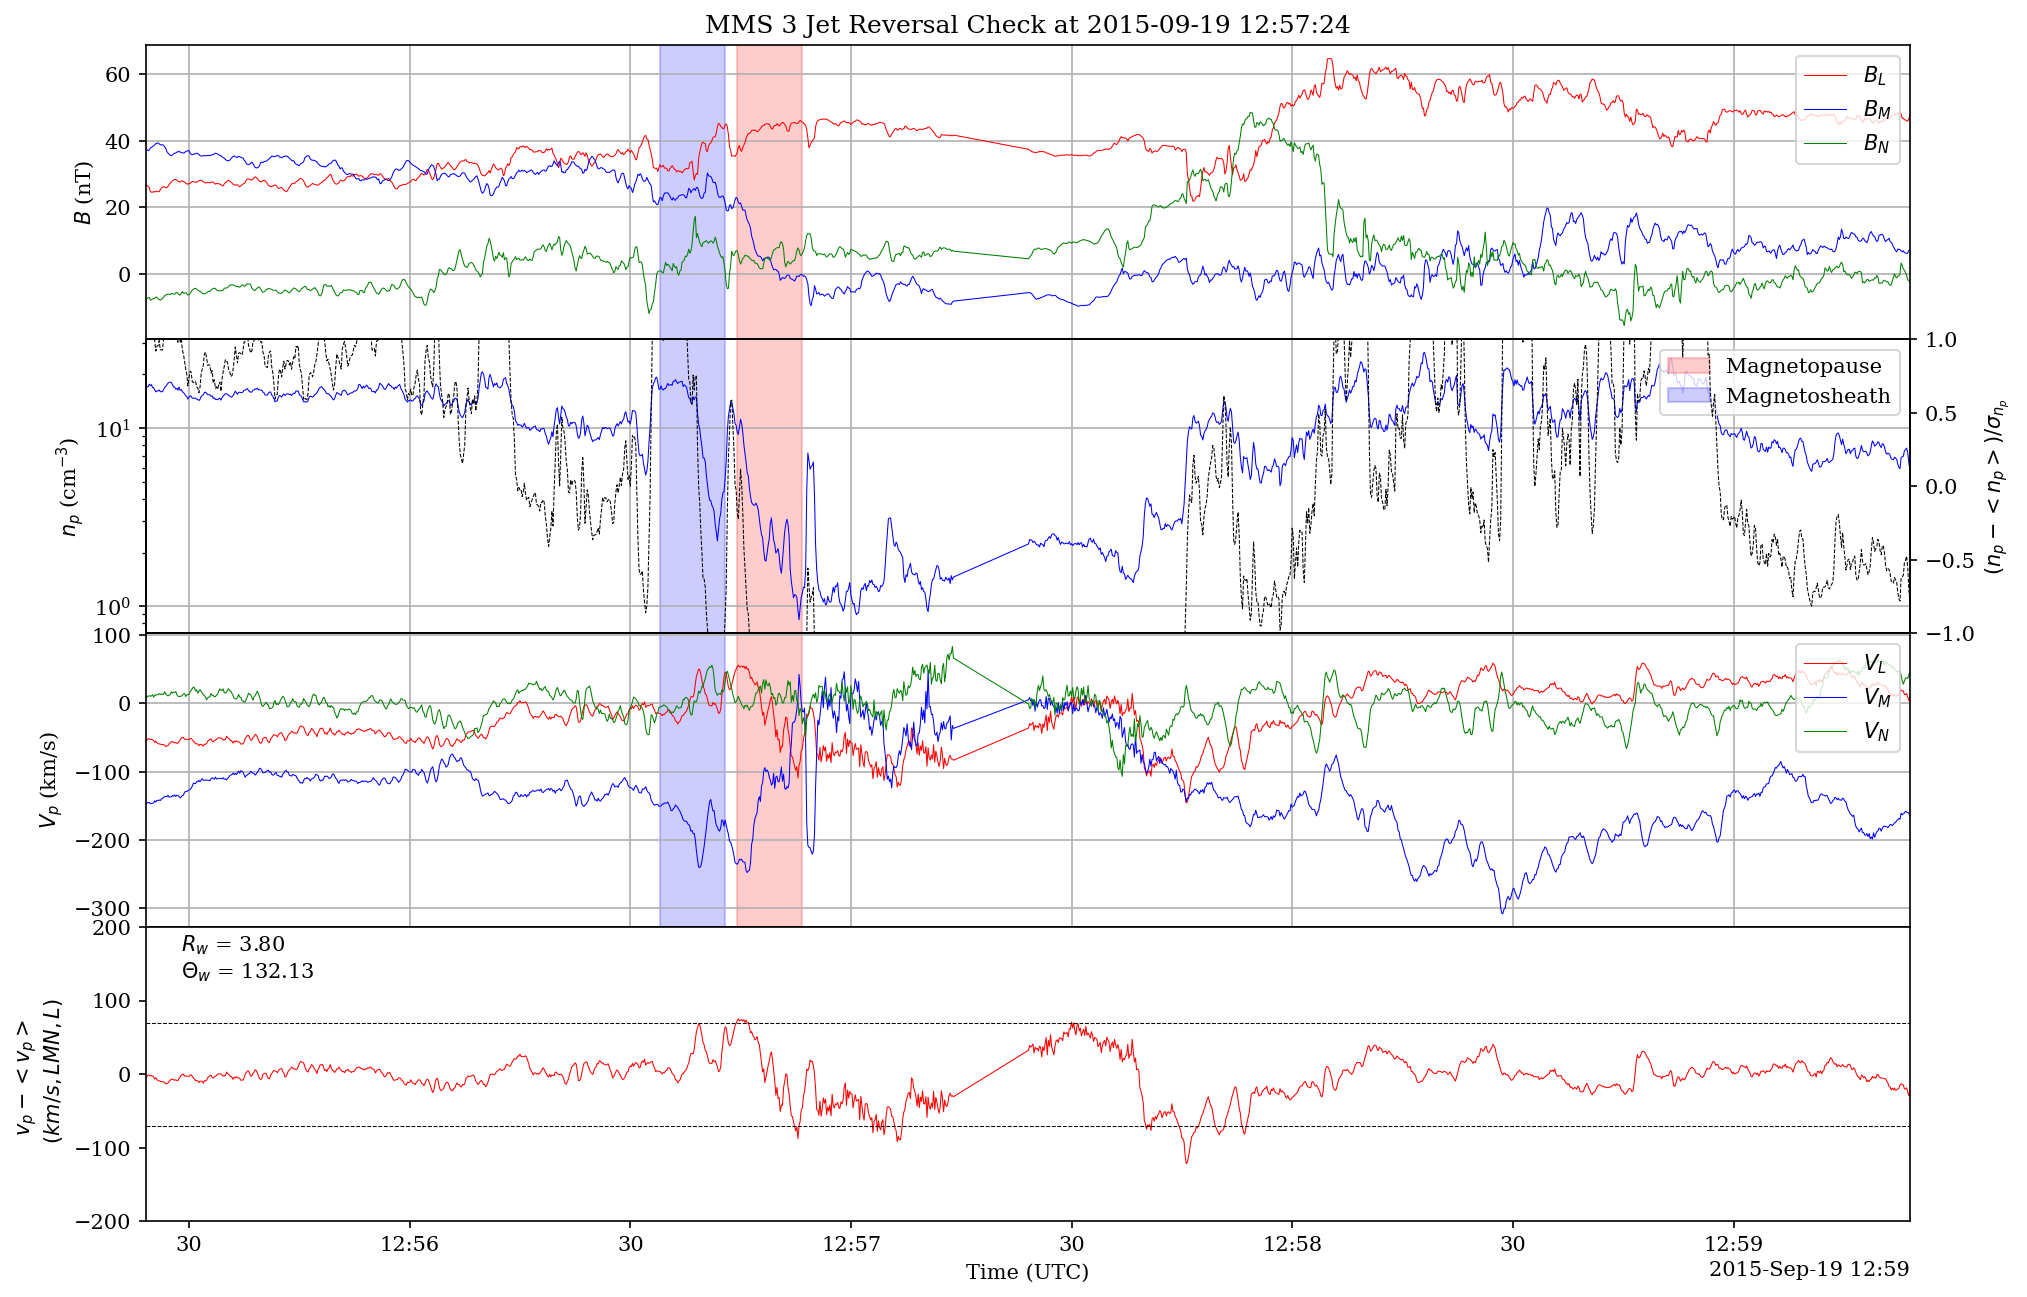 MMS 3 Jet Reversal Check at 2015-09-19 12:57:24
60
40
20
0
B (nT)
B_L
B_M
B_N
10^1
10^0
n_p (cm^−3)
1.0
0.5
0.0
−0.5
−1.0
(n_p − < n_p >)/σ_{n_p}
Magnetopause
Magnetosheath
100
0
−100
−200
−300
V_p (km/s)
V_L
V_M
V_N
200
100
0
−100
−200
v_p − < v_p >
(km/s, LMN, L)
R_w = 3.80
Θ_w = 132.13
30 12:56 30 12:57 30 12:58 30 12:59
Time (UTC)
2015-Sep-19 12:59